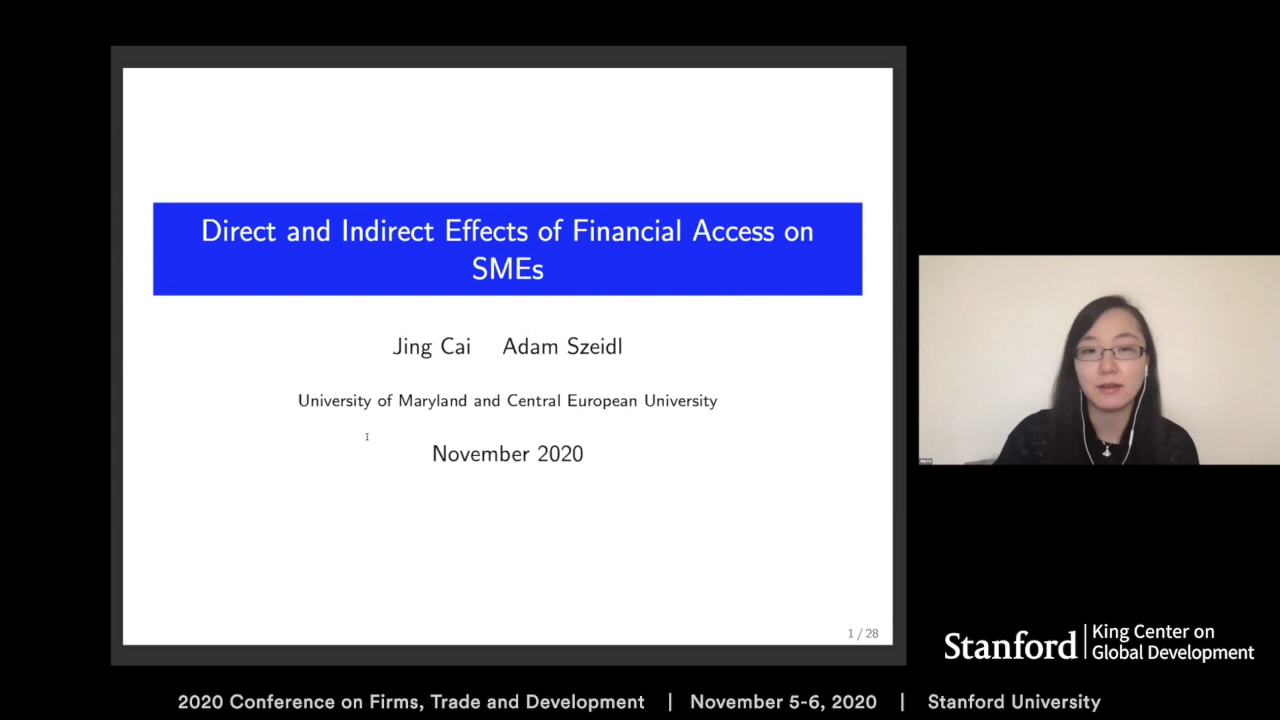 Direct and Indirect Effects of Financial Access on
SMEs
Jing Cai Adam Szeidl
University of Maryland and Central European University
November 2020
1 / 28
Stanford
King Center on
Global Development
2020 Conference on Firms, Trade and Development | November 5-6, 2020 | Stanford University